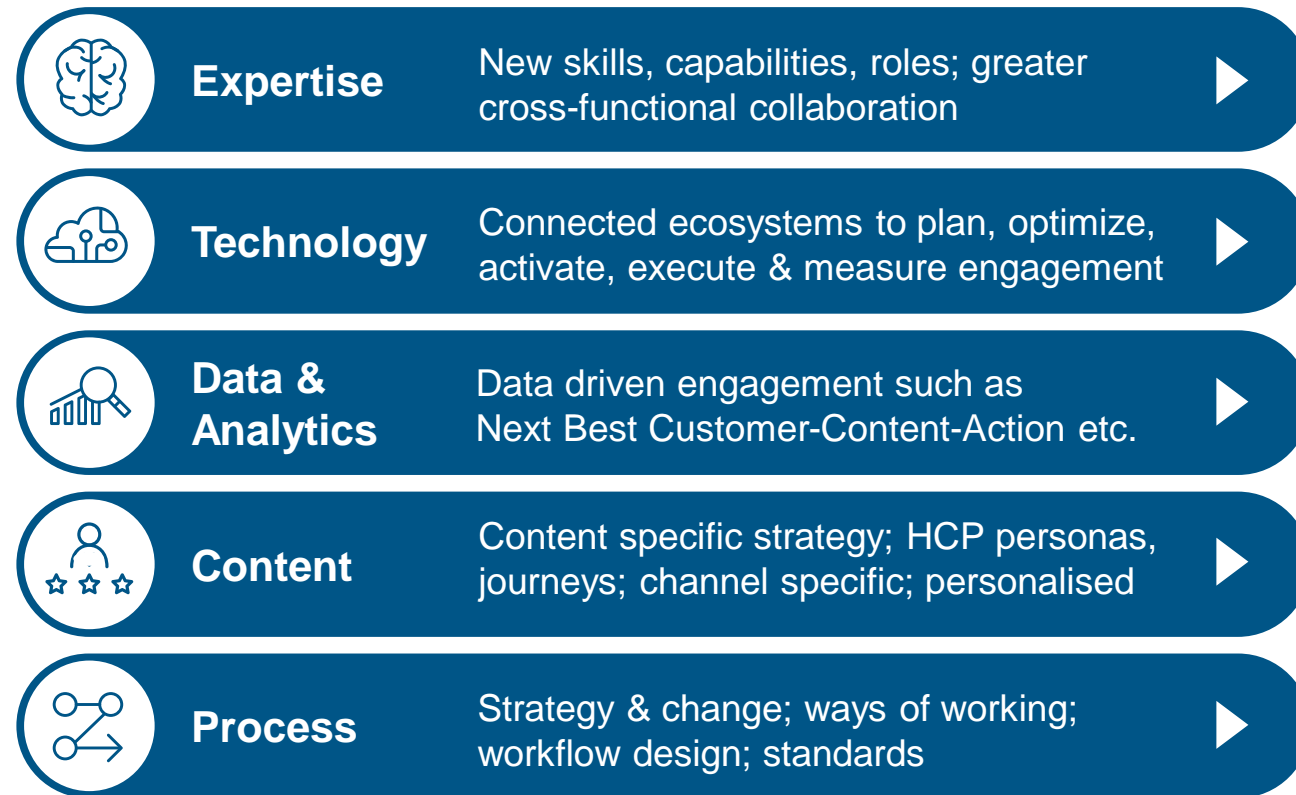 Expertise
New skills, capabilities, roles; greater
cross-functional collaboration
Technology
Connected ecosystems to plan, optimize,
activate, execute & measure engagement
Data &
Analytics
Data driven engagement such as
Next Best Customer-Content-Action etc.
Content
Content specific strategy; HCP personas,
journeys; channel specific; personalised
Process
Strategy & change; ways of working;
workflow design; standards